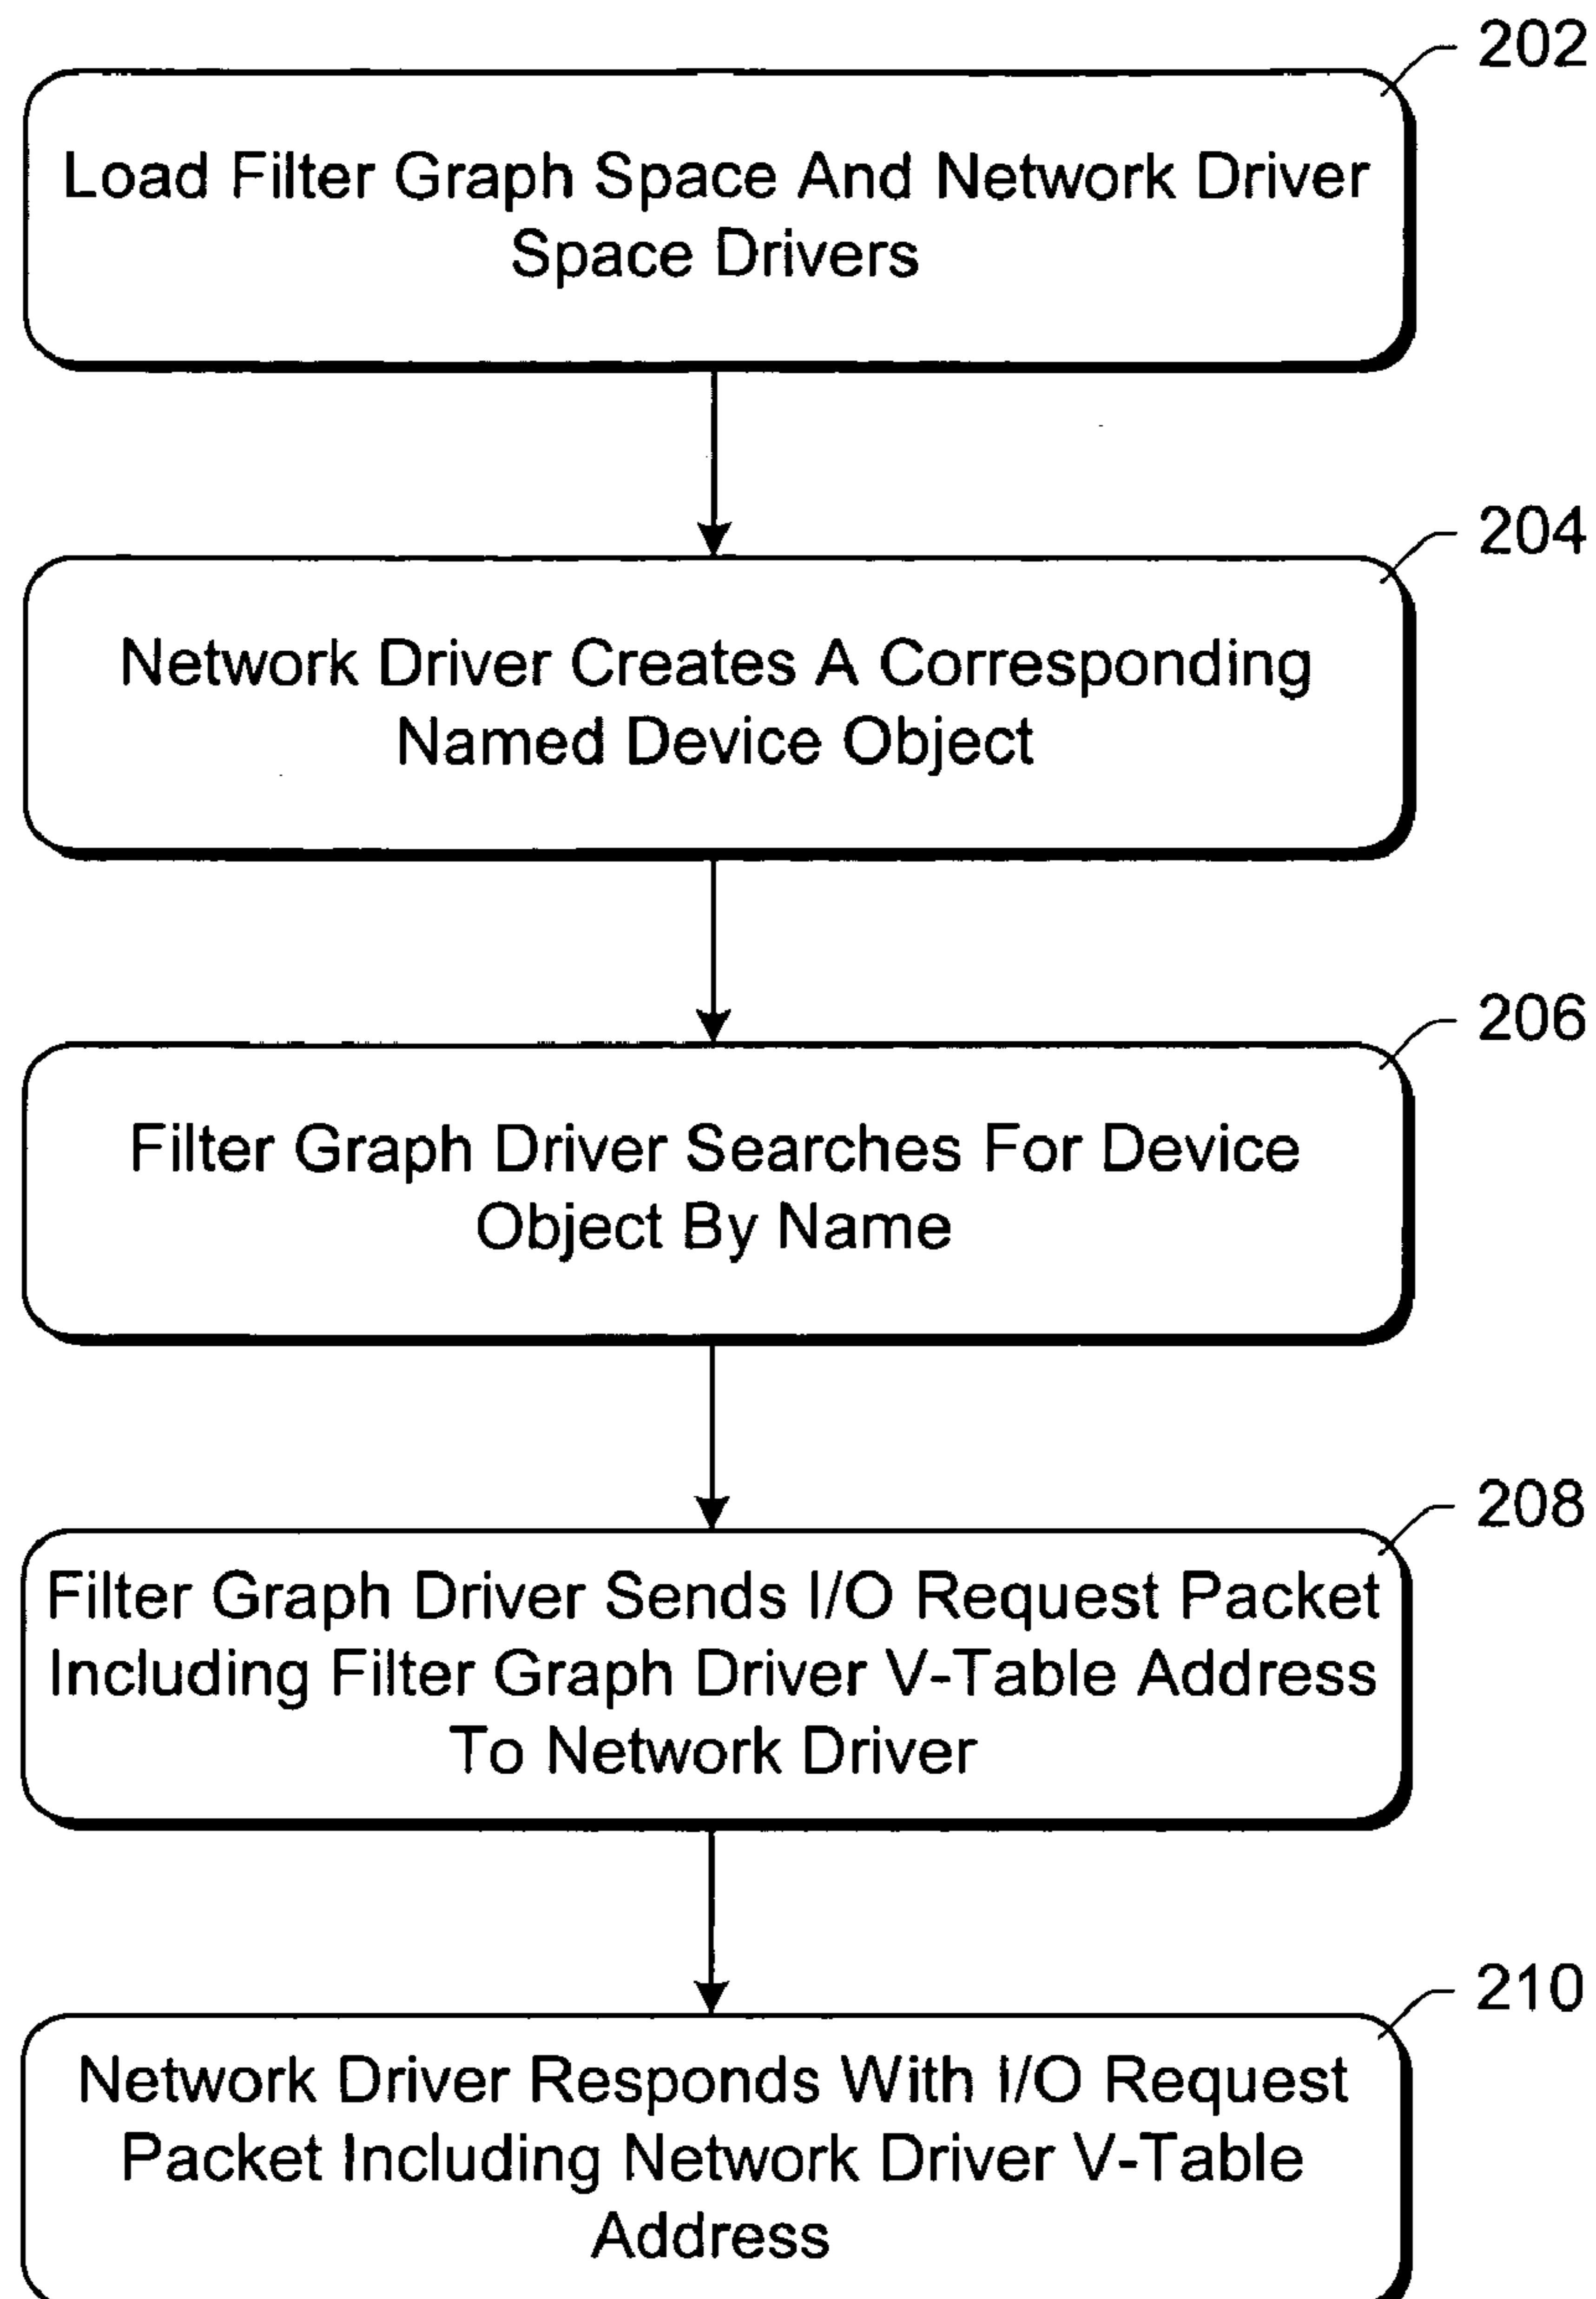 202
Load Filter Graph Space And Network Driver
Space Drivers
204
Network Driver Creates A Corresponding
Named Device Object
206
Filter Graph Driver Searches For Device
Object By Name
208
Filter Graph Driver Sends I/O Request Packet
Including Filter Graph Driver V-Table Address
To Network Driver
210
Network Driver Responds With I/O Request
Packet Including Network Driver V-Table
Address